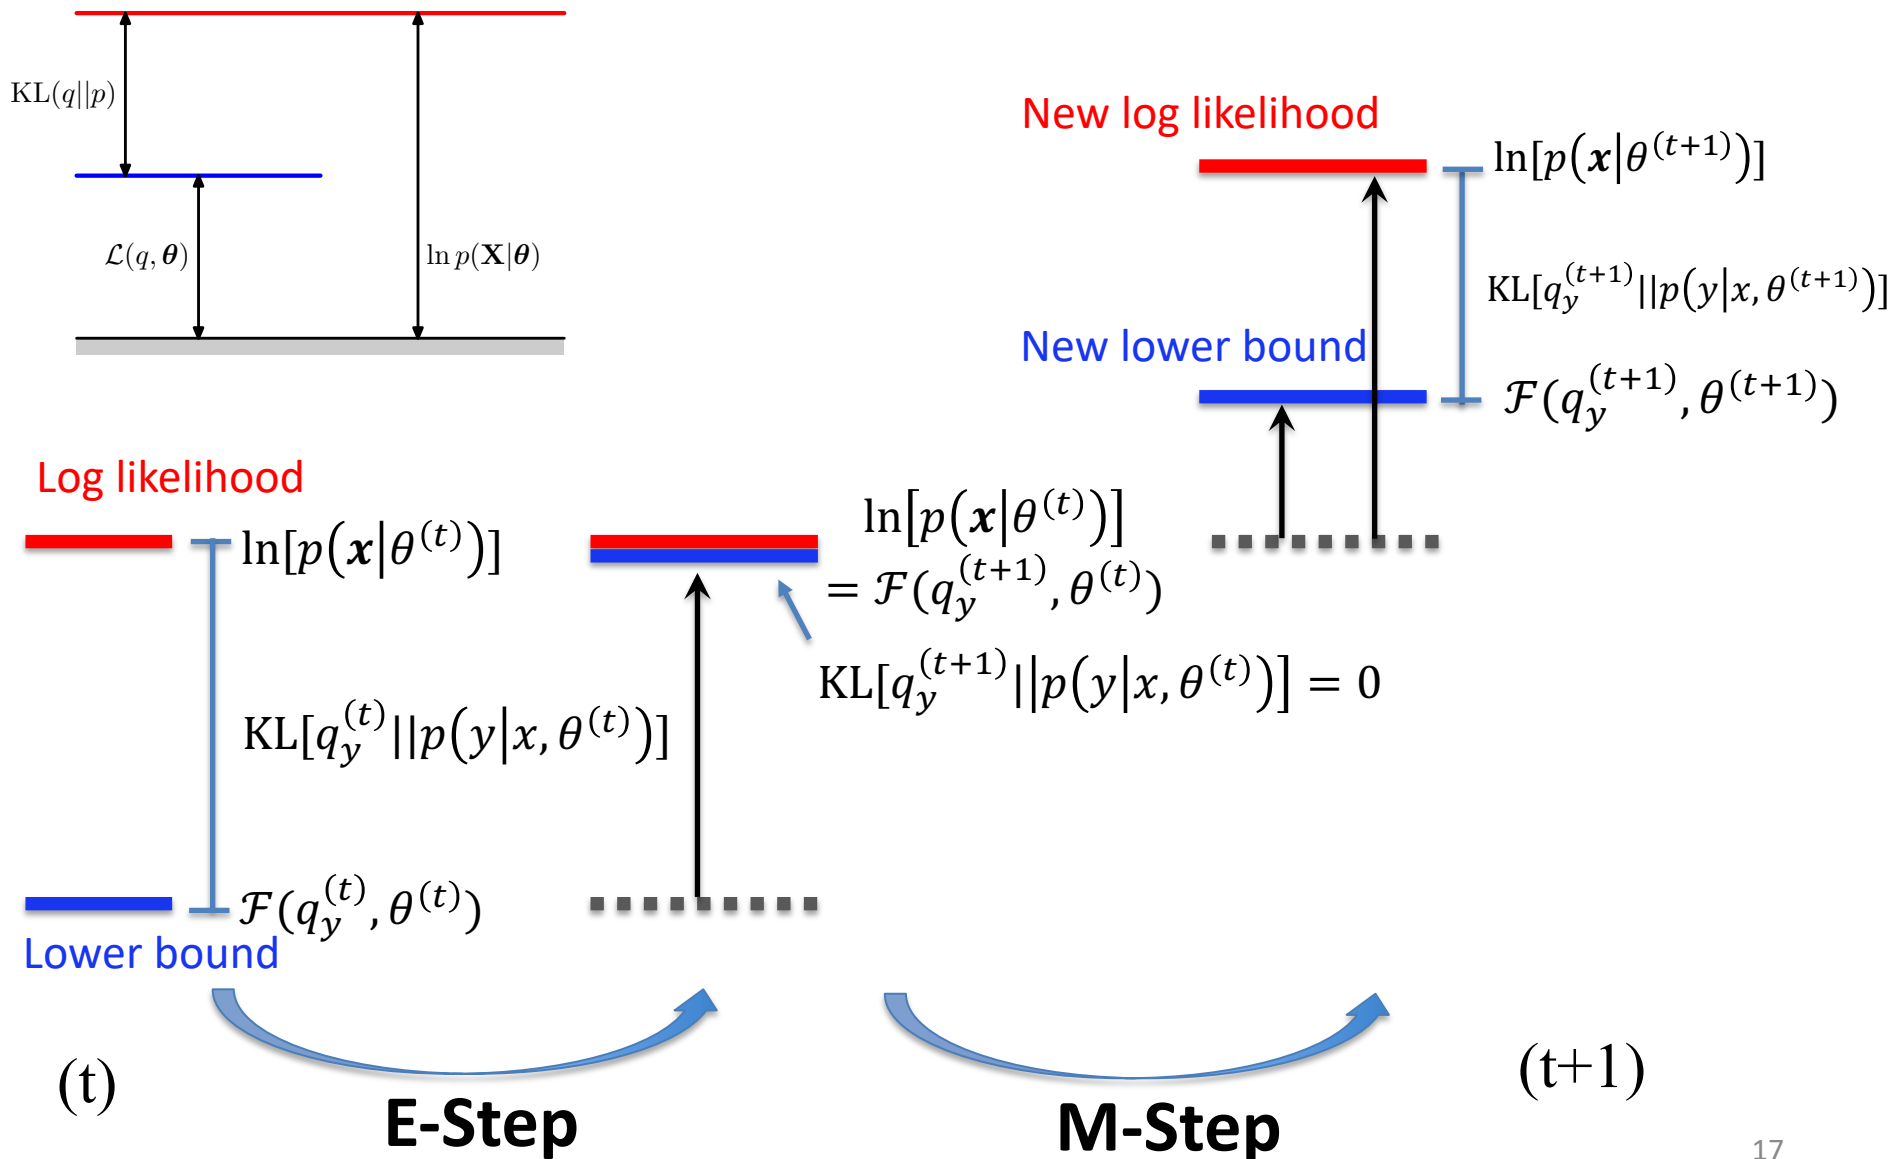 KL(q||p)
ℒ(q, θ)
ln p(X|θ)
New log likelihood
ln[p(x|θ^(t+1))]
KL[q_y^(t+1)||p(y|x, θ^(t+1))]
New lower bound
ℱ(q_y^(t+1), θ^(t+1))
Log likelihood
ln[p(x|θ^(t))]
ln[p(x|θ^(t))]
= ℱ(q_y^(t+1), θ^(t))
KL[q_y^(t+1)||p(y|x, θ^(t))] = 0
KL[q_y^(t)||p(y|x, θ^(t))]
ℱ(q_y^(t), θ^(t))
Lower bound
(t)
E-Step
M-Step
(t+1)
17